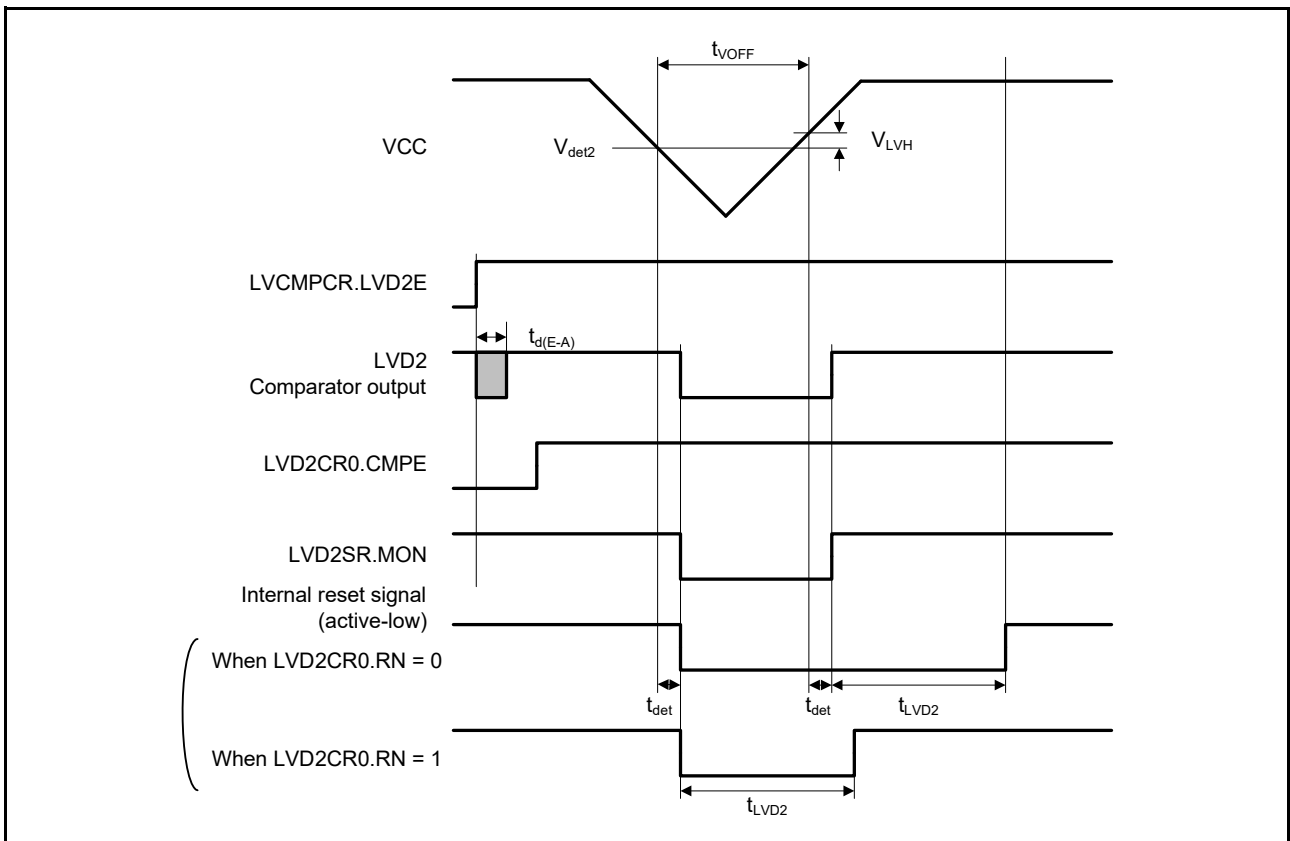 tVOFF
VCC
Vdet2
VLVH
LVCMPCR.LVD2E
td(E-A)
LVD2
Comparator output
LVD2CR0.CMPE
LVD2SR.MON
Internal reset signal
(active-low)
When LVD2CR0.RN = 0
tdet
tdet
tLVD2
When LVD2CR0.RN = 1
tLVD2